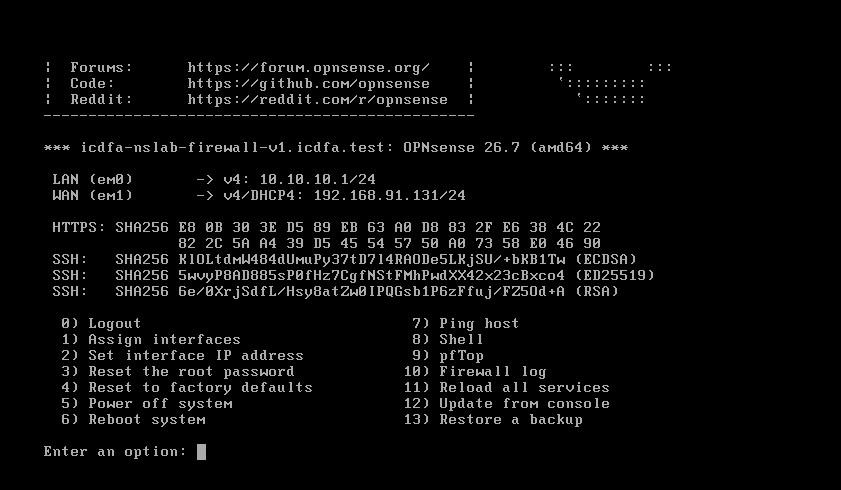 ¦  Forums:      https://forum.opnsense.org/    ¦         :::        :::
¦  Code:        https://github.com/opnsense    ¦          `:::::::::
¦  Reddit:      https://reddit.com/r/opnsense  ¦            `:::::::
------------------------------------------------
*** icdfa-nslab-firewall-v1.icdfa.test: OPNsense 26.7 (amd64) ***
LAN (em0)       -> v4: 10.10.10.1/24
WAN (em1)       -> v4/DHCP4: 192.168.91.131/24
HTTPS: SHA256 E8 0B 30 3E D5 89 EB 63 A0 D8 83 2F E6 38 4C 22
82 2C 5A A4 39 D5 45 54 57 50 A0 73 58 E0 46 90
SSH:   SHA256 KlOLtdmW484dUmuPy37tD7l4RAODe5LKjSU/+bKB1Tw (ECDSA)
SSH:   SHA256 5wvyP8AD885sP0fHz7CgfNStFMhPwdXX42x23cBxco4 (ED25519)
SSH:   SHA256 6e/0XrjSdfL/Hsy8atZw0IPQGsb1P6zFfuj/FZ5Od+A (RSA)
0) Logout                              7) Ping host
1) Assign interfaces                   8) Shell
2) Set interface IP address            9) pfTop
3) Reset the root password            10) Firewall log
4) Reset to factory defaults          11) Reload all services
5) Power off system                   12) Update from console
6) Reboot system                      13) Restore a backup
Enter an option: